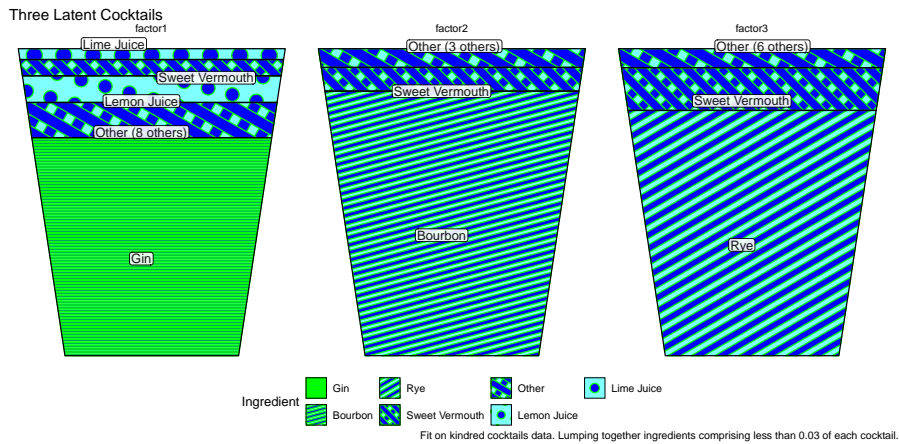 Three Latent Cocktails
factor1
factor2
factor3
Lime Juice
Sweet Vermouth
Lemon Juice
Other (8 others)
Gin
Other (3 others)
Sweet Vermouth
Bourbon
Other (6 others)
Sweet Vermouth
Rye
Ingredient
Gin
Rye
Other
Lime Juice
Bourbon
Sweet Vermouth
Lemon Juice
Fit on kindred cocktails data. Lumping together ingredients comprising less than 0.03 of each cocktail.